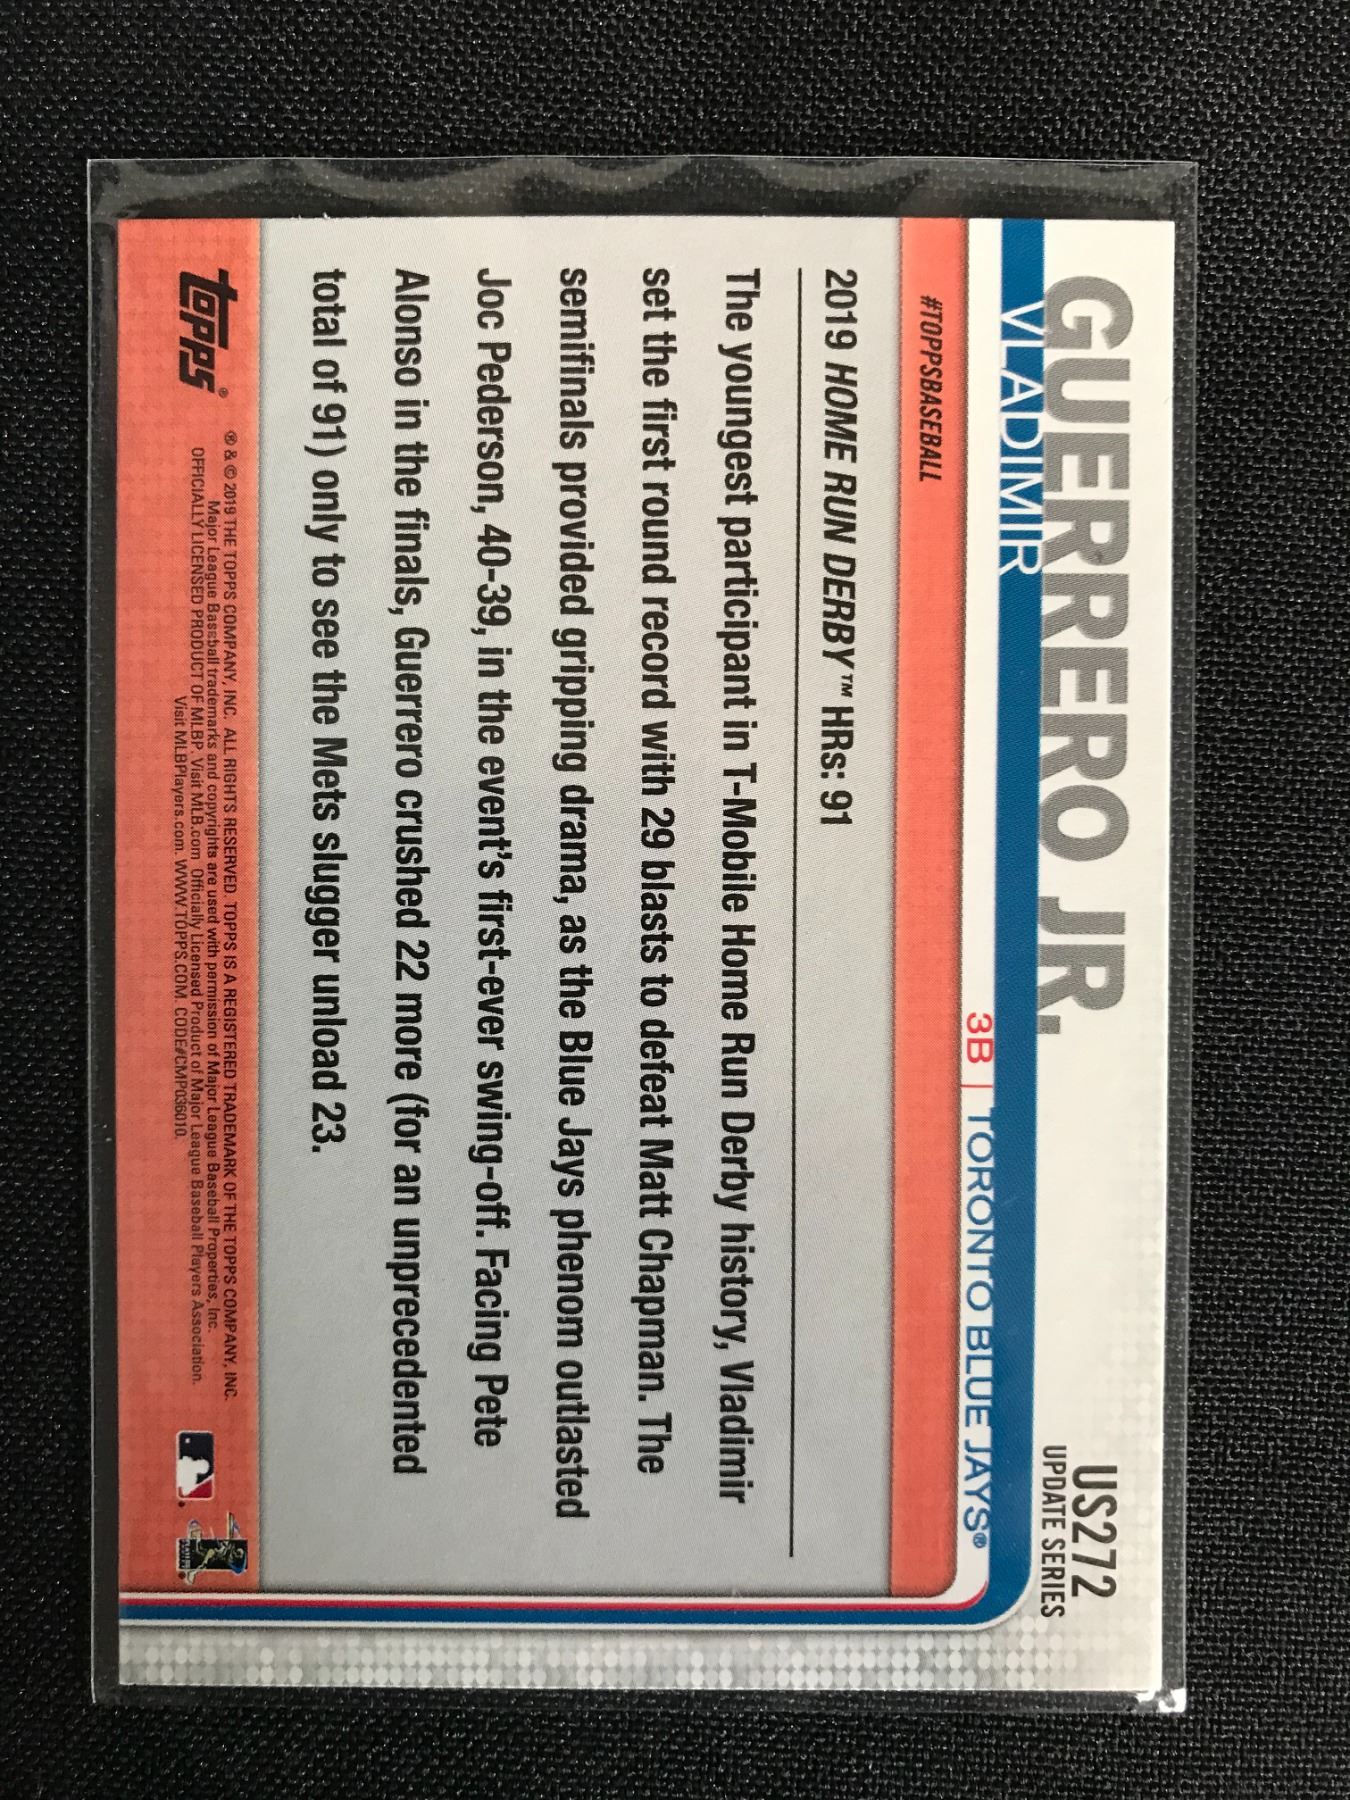 GUERRERO JR.
VLADIMIR
US272
UPDATE SERIES
3B | TORONTO BLUE JAYS®
#TOPPSBASEBALL
2019 HOME RUN DERBY™ HRs: 91
The youngest participant in T-Mobile Home Run Derby history, Vladimir
set the first round record with 29 blasts to defeat Matt Chapman. The
semifinals provided gripping drama, as the Blue Jays phenom outlasted
Joc Pederson, 40-39, in the event's first-ever swing-off. Facing Pete
Alonso in the finals, Guerrero crushed 22 more (for an unprecedented
total of 91) only to see the Mets slugger unload 23.
topps®
® & © 2019 THE TOPPS COMPANY, INC. ALL RIGHTS RESERVED. TOPPS IS A REGISTERED TRADEMARK OF THE TOPPS COMPANY, INC.
Major League Baseball trademarks and copyrights are used with permission of Major League Baseball Properties, Inc.
OFFICIALLY LICENSED PRODUCT OF MLBP. Visit MLB.com Officially Licensed Product of Major League Baseball Players Association.
Visit MLBPlayers.com. WWW.TOPPS.COM. CODE#CMP036010.